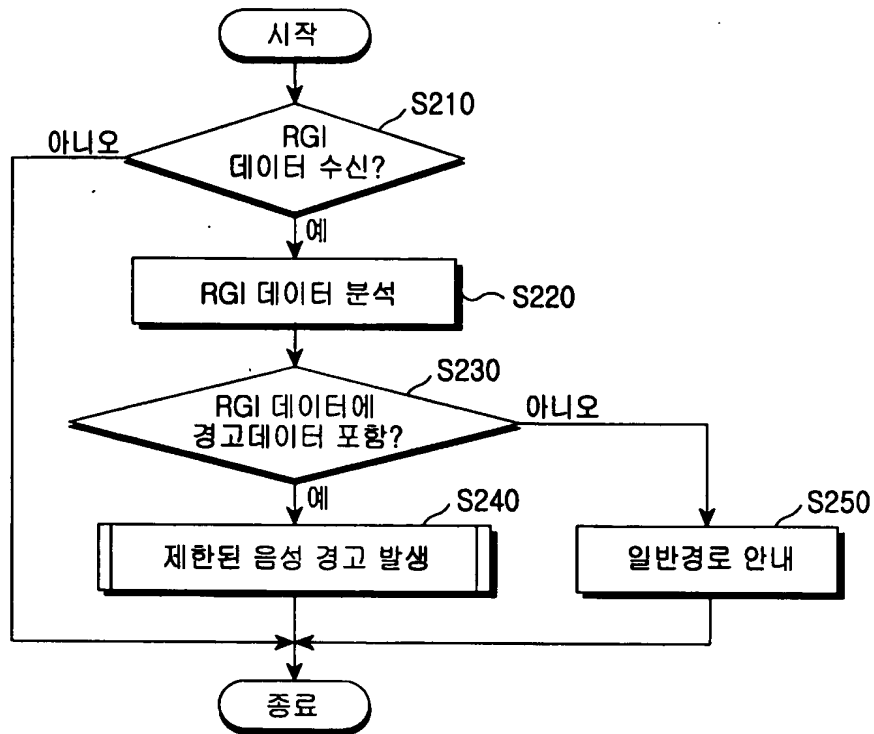 시작
S210
RGI
데이터 수신?
아니오
예
RGI 데이터 분석
S220
S230
RGI 데이터에
경고데이터 포함?
아니오
예
S240
제한된 음성 경고 발생
S250
일반경로 안내
종료